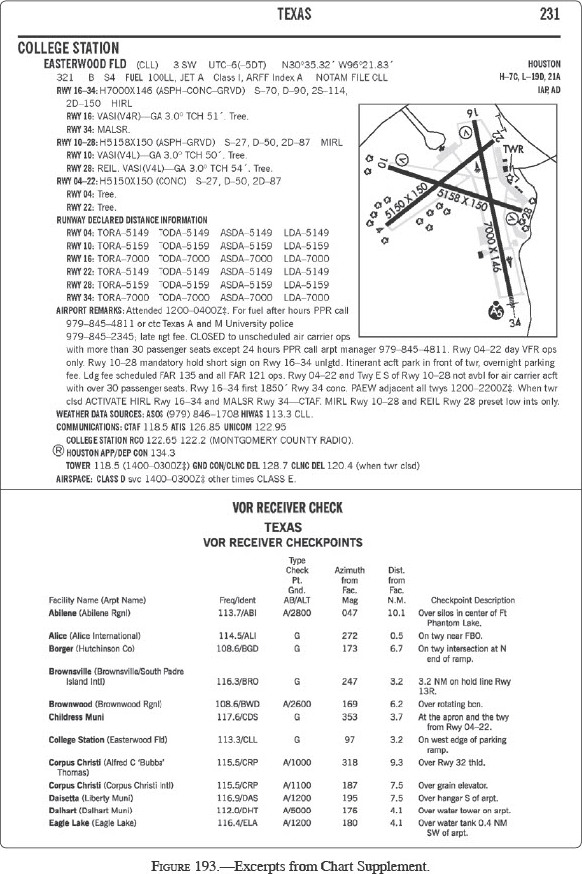 TEXAS 231
COLLEGE STATION
EASTERWOOD FLD (CLL) 3 SW UTC–6(–5DT) N30°35.32´ W96°21.83´ HOUSTON
321 B S4 FUEL 100LL, JET A Class I, ARFF Index A NOTAM FILE CLL H–7C, L–19D, 21A
RWY 16–34: H7000X146 (ASPH–CONC–GRVD) S–70, D–90, 2S–114, IAP, AD
2D–150 HIRL
RWY 16: VASI(V4R)—GA 3.0° TCH 51´. Tree.
RWY 34: MALSR.
RWY 10–28: H5158X150 (ASPH–GRVD) S–27, D–50, 2D–87 MIRL
RWY 10: VASI(V4L)—GA 3.0° TCH 50´. Tree.
RWY 28: REIL. VASI(V4L)—GA 3.0° TCH 54´. Tree.
RWY 04–22: H5150X150 (CONC) S–27, D–50, 2D–87
RWY 04: Tree.
RWY 22: Tree.
RUNWAY DECLARED DISTANCE INFORMATION
RWY 04: TORA–5149 TODA–5149 ASDA–5149 LDA–5149
RWY 10: TORA–5159 TODA–5159 ASDA–5159 LDA–5159
RWY 16: TORA–7000 TODA–7000 ASDA–7000 LDA–7000
RWY 22: TORA–5149 TODA–5149 ASDA–5149 LDA–5149
RWY 28: TORA–5159 TODA–5159 ASDA–5159 LDA–5159
RWY 34: TORA–7000 TODA–7000 ASDA–7000 LDA–7000
16
22
TWR
V
10
V
5150 X 150
5158 X 150
V
28
4
7000 X 146
A5
34
AIRPORT REMARKS: Attended 1200–0400Z‡. For fuel after hours PPR call
979–845–4811 or ctc Texas A and M University police
979–845–2345; late ngt fee. CLOSED to unscheduled air carrier ops
with more than 30 passenger seats except 24 hours PPR call arpt manager 979–845–4811. Rwy 04–22 day VFR ops
only. Rwy 10–28 mandatory hold short sign on Rwy 16–34 unlgtd. Itinerant acft park in front of twr, overnight parking
fee. Ldg fee scheduled FAR 135 and all FAR 121 ops. Rwy 04–22 and Twy E S of Rwy 10–28 not avbl for air carrier acft
with over 30 passenger seats. Rwy 16–34 first 1850´ Rwy 34 conc. PAEW adjacent all twys 1200–2200Z‡. When twr
clsd ACTIVATE HIRL Rwy 16–34 and MALSR Rwy 34—CTAF. MIRL Rwy 10–28 and REIL Rwy 28 preset low ints only.
WEATHER DATA SOURCES: ASOS (979) 846–1708 HIWAS 113.3 CLL.
COMMUNICATIONS: CTAF 118.5 ATIS 126.85 UNICOM 122.95
COLLEGE STATION RCO 122.65 122.2 (MONTGOMERY COUNTY RADIO).
Ⓡ HOUSTON APP/DEP CON 134.3
TOWER 118.5 (1400–0300Z‡) GND CON/CLNC DEL 128.7 CLNC DEL 120.4 (when twr clsd)
AIRSPACE: CLASS D svc 1400–0300Z‡ other times CLASS E.
VOR RECEIVER CHECK
TEXAS
VOR RECEIVER CHECKPOINTS
Type
Check Azimuth Dist.
Pt. from from
Gnd. Fac. Fac.
Facility Name (Arpt Name) Freq/Ident AB/ALT Mag N.M. Checkpoint Description
Abilene (Abilene Rgnl) 113.7/ABI A/2800 047 10.1 Over silos in center of Ft
Phantom Lake.
Alice (Alice International) 114.5/ALI G 272 0.5 On twy near FBO.
Borger (Hutchinson Co) 108.6/BGD G 173 6.7 On twy intersection at N
end of ramp.
Brownsville (Brownsville/South Padre
Island Intl) 116.3/BRO G 247 3.2 3.2 NM on hold line Rwy
13R.
Brownwood (Brownwood Rgnl) 108.6/BWD A/2600 169 6.2 Over rotating bcn.
Childress Muni 117.6/CDS G 353 3.7 At the apron and the twy
from Rwy 04–22.
College Station (Easterwood Fld) 113.3/CLL G 97 3.2 On west edge of parking
ramp.
Corpus Christi (Alfred C 'Bubba' 115.5/CRP A/1000 318 9.3 Over Rwy 32 thld.
Thomas)
Corpus Christi (Corpus Christi Intl) 115.5/CRP A/1100 187 7.5 Over grain elevator.
Daisetta (Liberty Muni) 116.9/DAS A/1200 195 7.5 Over hanger S of arpt.
Dalhart (Dalhart Muni) 112.0/DHT A/5000 176 4.1 Over water tower on arpt.
Eagle Lake (Eagle Lake) 116.4/ELA A/1200 180 4.1 Over water tank 0.4 NM
SW of arpt.
FIGURE 193.—Excerpts from Chart Supplement.